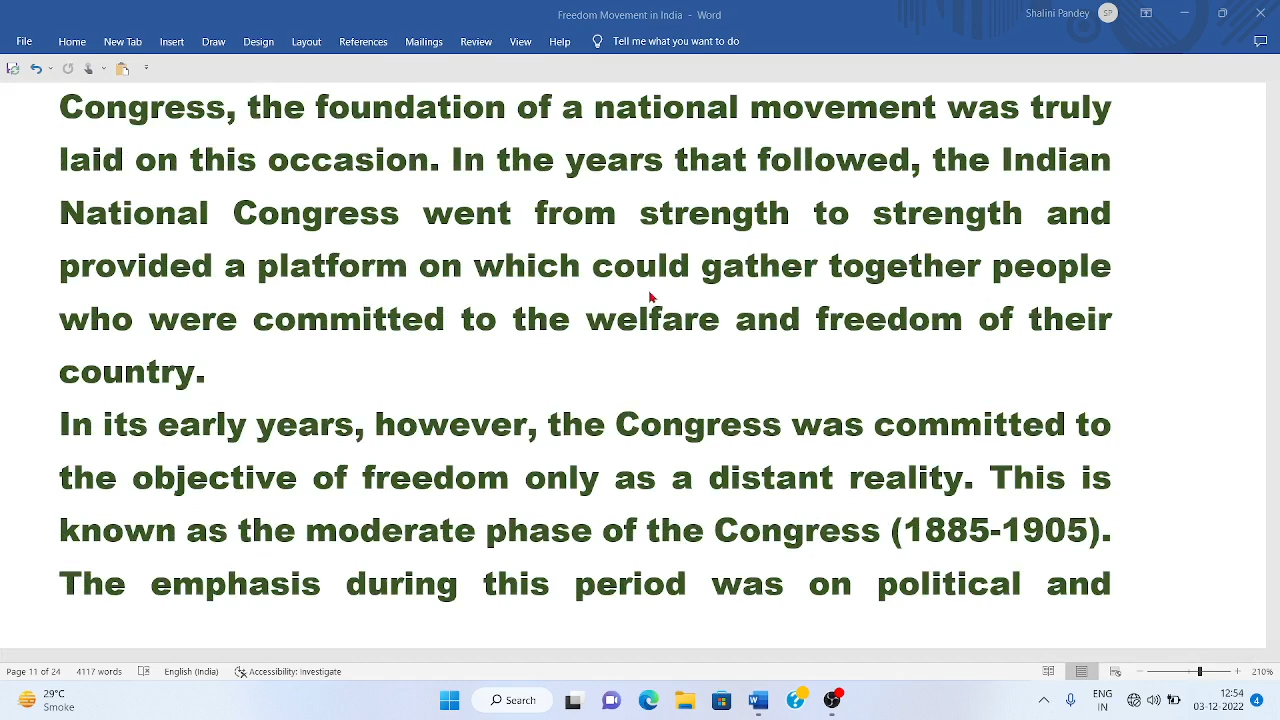 Freedom Movement in India - Word
Shalini Pandey SP
File Home New Tab Insert Draw Design Layout References Mailings Review View Help Tell me what you want to do
Congress, the foundation of a national movement was truly
laid on this occasion. In the years that followed, the Indian
National Congress went from strength to strength and
provided a platform on which could gather together people
who were committed to the welfare and freedom of their
country.
In its early years, however, the Congress was committed to
the objective of freedom only as a distant reality. This is
known as the moderate phase of the Congress (1885-1905).
The emphasis during this period was on political and
Page 11 of 24 4117 words English (India) Accessibility: Investigate 210%
29°C
Smoke
Search
ENG
IN
12:54
03-12-2022
4